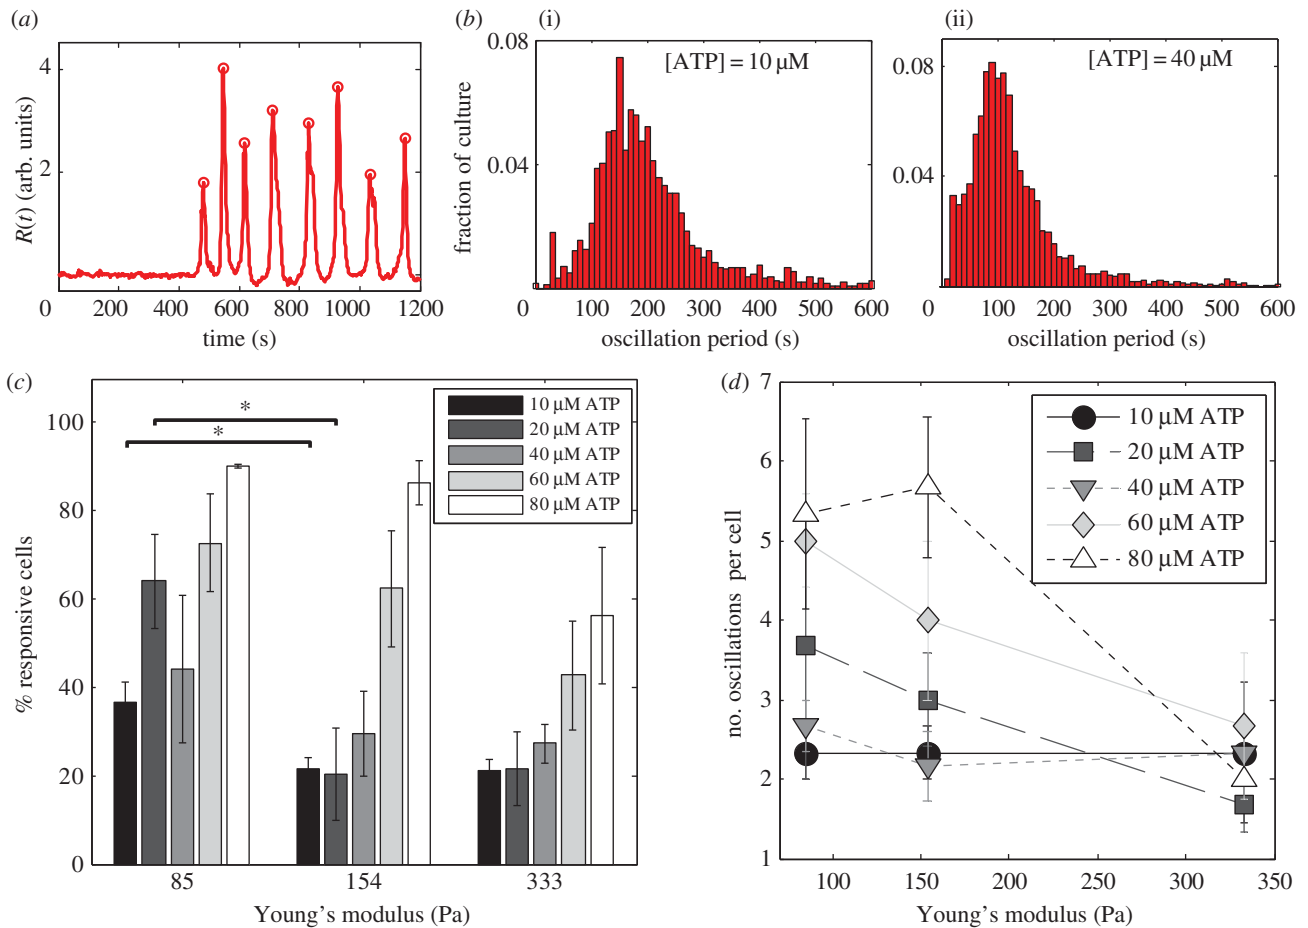 (a)
R(t) (arb. units)
4
2
0
0 200 400 600 800 1000 1200
time (s)
(b) (i)
[ATP] = 10 µM
fraction of culture
0.08
0.04
0 100 200 300 400 500 600
oscillation period (s)
(ii)
[ATP] = 40 µM
0.08
0.04
0 100 200 300 400 500 600
oscillation period (s)
(c)
% responsive cells
100
80
60
40
20
0
* 
*
10 µM ATP
20 µM ATP
40 µM ATP
60 µM ATP
80 µM ATP
85 154 333
Young's modulus (Pa)
(d)
no. oscillations per cell
7
6
5
4
3
2
1
10 µM ATP
20 µM ATP
40 µM ATP
60 µM ATP
80 µM ATP
100 150 200 250 300 350
Young's modulus (Pa)